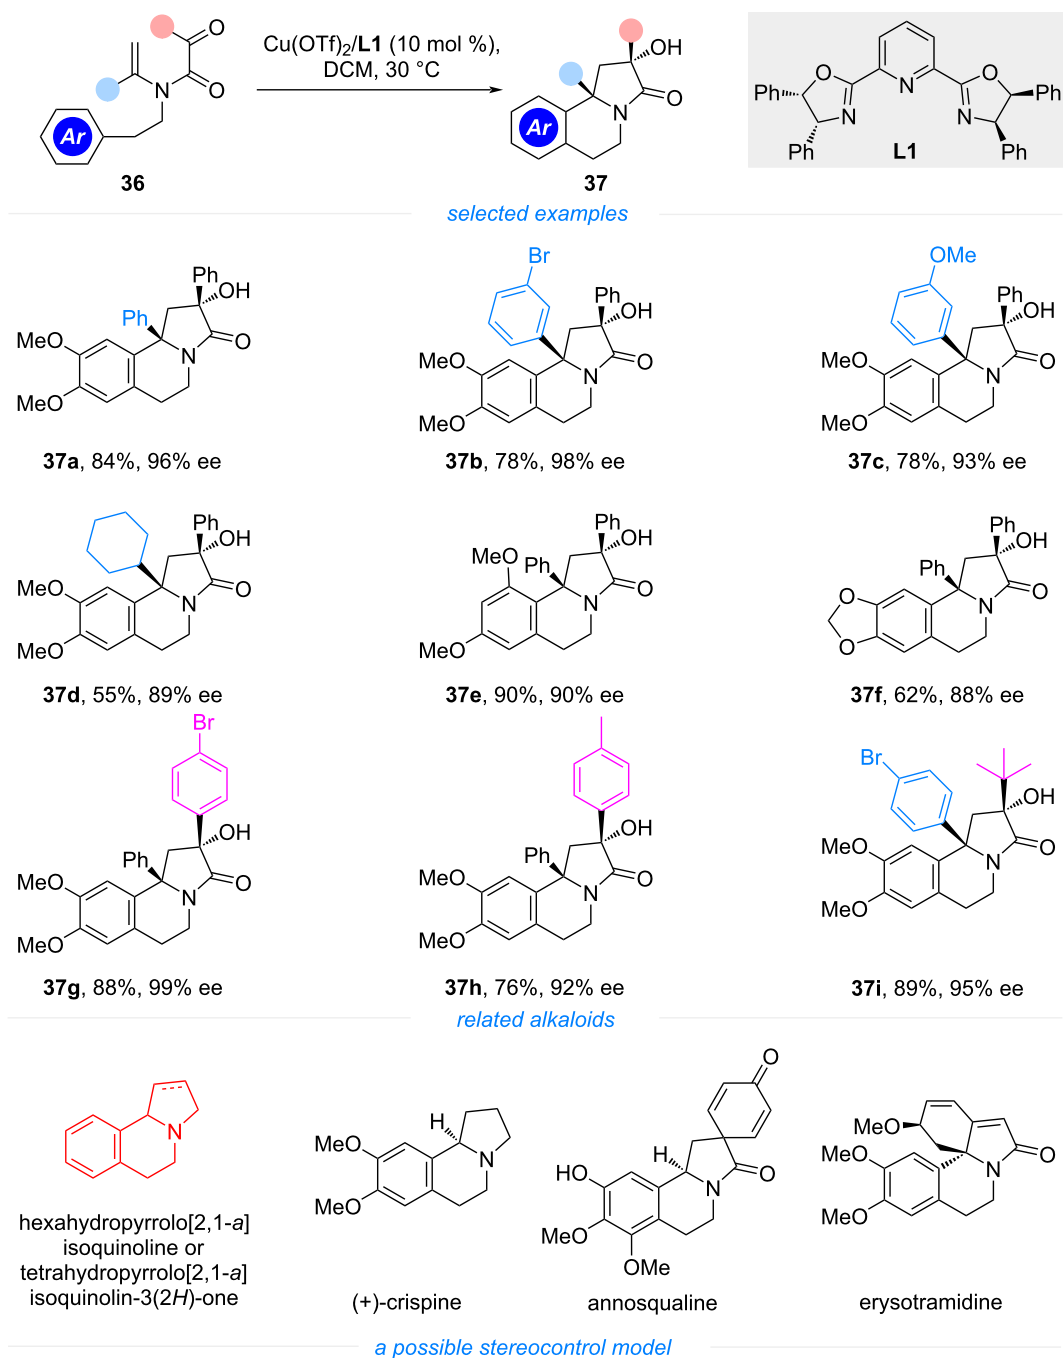 O
O
N
Ar
36
Cu(OTf)2/L1 (10 mol %),
DCM, 30 °C
OH
N
O
Ar
37
O
O
N
N
N
Ph
Ph
Ph
Ph
L1
selected examples
Ph
OH
Ph
MeO
N
O
MeO
37a, 84%, 96% ee
Br
Ph
OH
MeO
N
O
MeO
37b, 78%, 98% ee
OMe
Ph
OH
MeO
N
O
MeO
37c, 78%, 93% ee
Ph
OH
MeO
N
O
MeO
37d, 55%, 89% ee
MeO
Ph
Ph
OH
N
O
MeO
37e, 90%, 90% ee
Ph
OH
Ph
O
N
O
O
37f, 62%, 88% ee
Br
OH
Ph
MeO
N
O
MeO
37g, 88%, 99% ee
OH
Ph
MeO
N
O
MeO
37h, 76%, 92% ee
Br
OH
MeO
N
O
MeO
37i, 89%, 95% ee
related alkaloids
N
hexahydropyrrolo[2,1-a]
isoquinoline or
tetrahydropyrrolo[2,1-a]
isoquinolin-3(2H)-one
H
MeO
N
MeO
(+)-crispine
O
H
HO
N
O
MeO
OMe
annosqualine
MeO
MeO
N
O
MeO
erysotramidine
a possible stereocontrol model